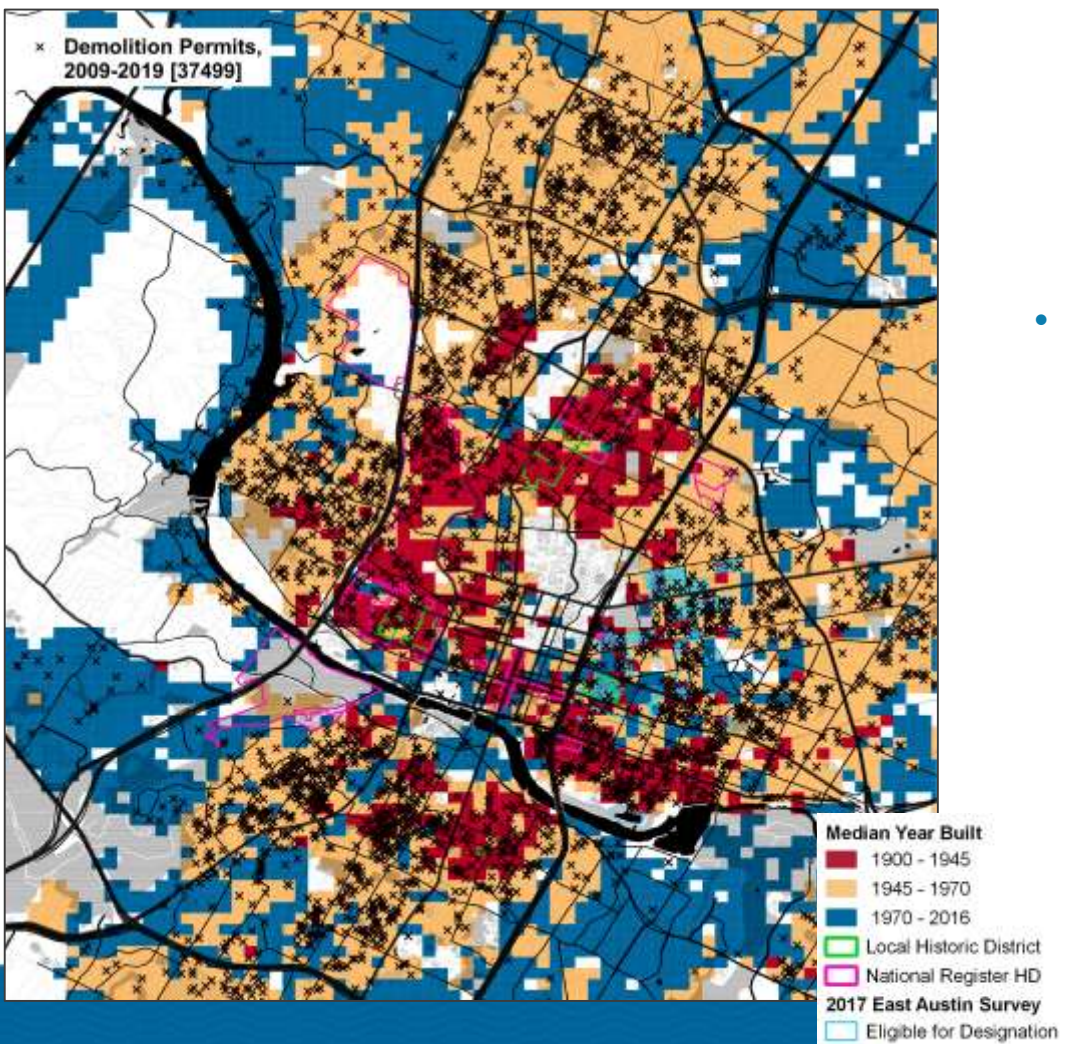 × Demolition Permits,
2009-2019 [37499]
Median Year Built
1900 - 1945
1945 - 1970
1970 - 2016
Local Historic District
National Register HD
2017 East Austin Survey
Eligible for Designation